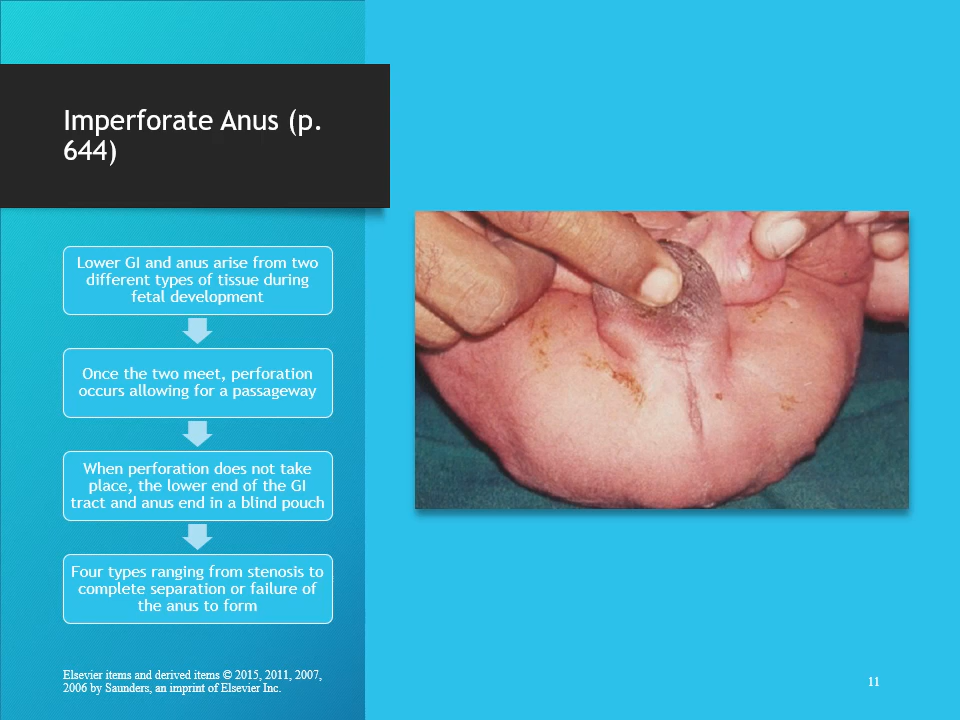 Imperforate Anus (p.
644)
Lower GI and anus arise from two
different types of tissue during
fetal development
Once the two meet, perforation
occurs allowing for a passageway
When perforation does not take
place, the lower end of the GI
tract and anus end in a blind pouch
Four types ranging from stenosis to
complete separation or failure of
the anus to form
Elsevier items and derived items © 2015, 2011, 2007,
2006 by Saunders, an imprint of Elsevier Inc.
11